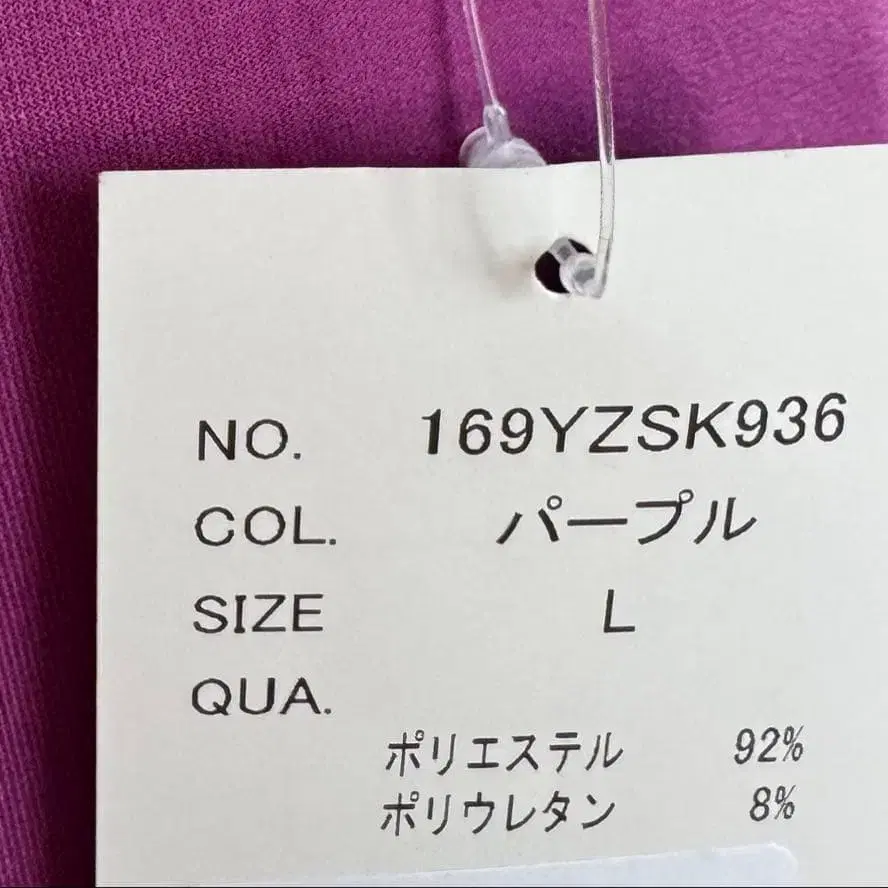 NO. 169YZSK936
COL. パープル
SIZE L
QUA.
ポリエステル 92%
ポリウレタン 8%